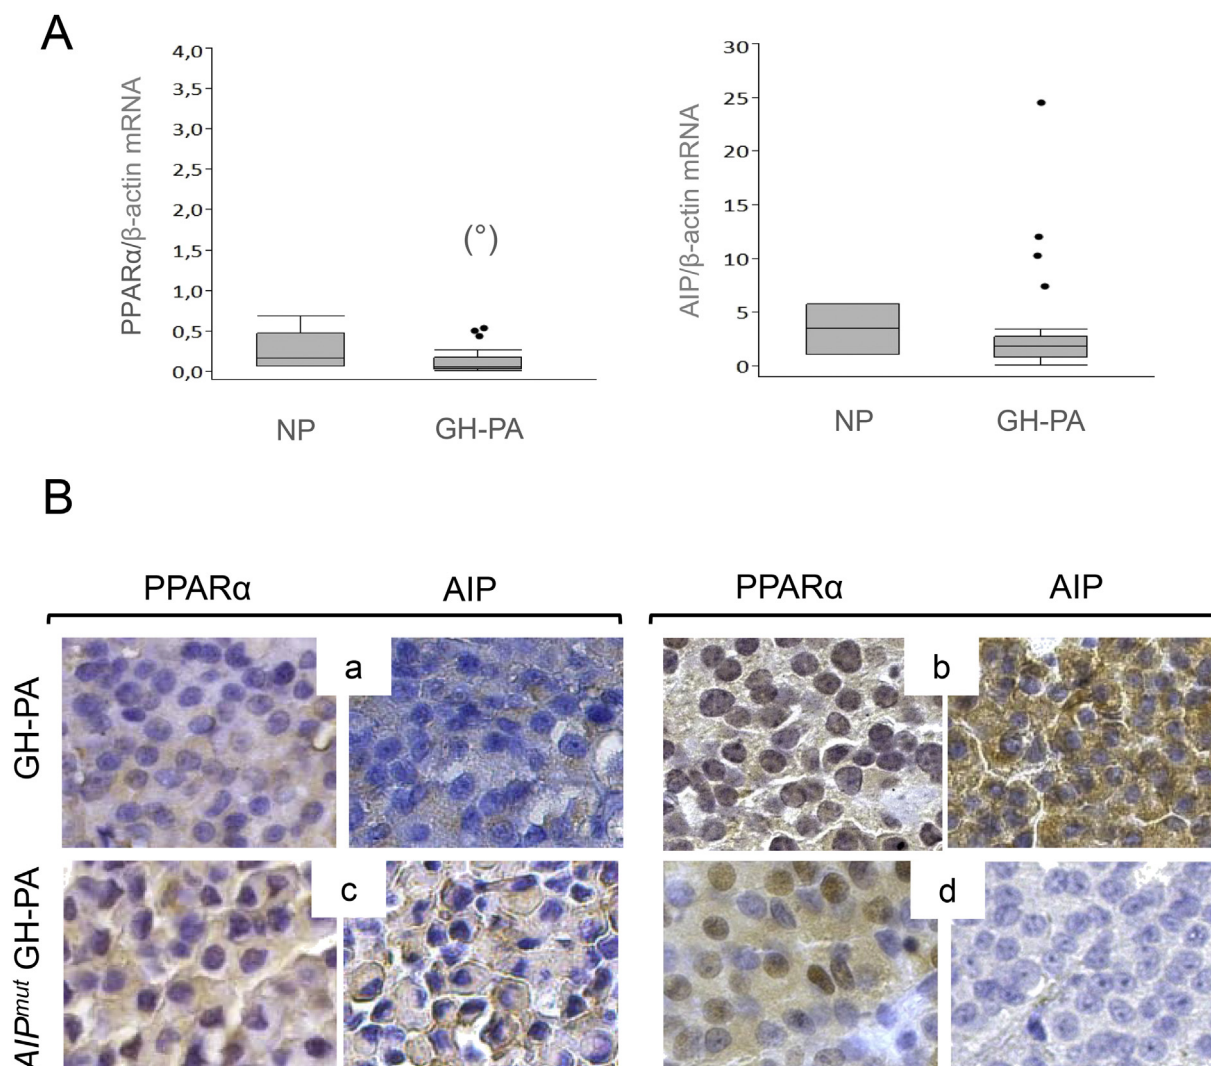 A
PPARα/β-actin mRNA
4,0
3,5
3,0
2,5
2,0
1,5
1,0
0,5
0,0
(°)
NP
GH-PA
AIP/β-actin mRNA
30
25
20
15
10
5
0
NP
GH-PA
B
PPARα
AIP
PPARα
AIP
GH-PA
a
b
AIPmut GH-PA
c
d